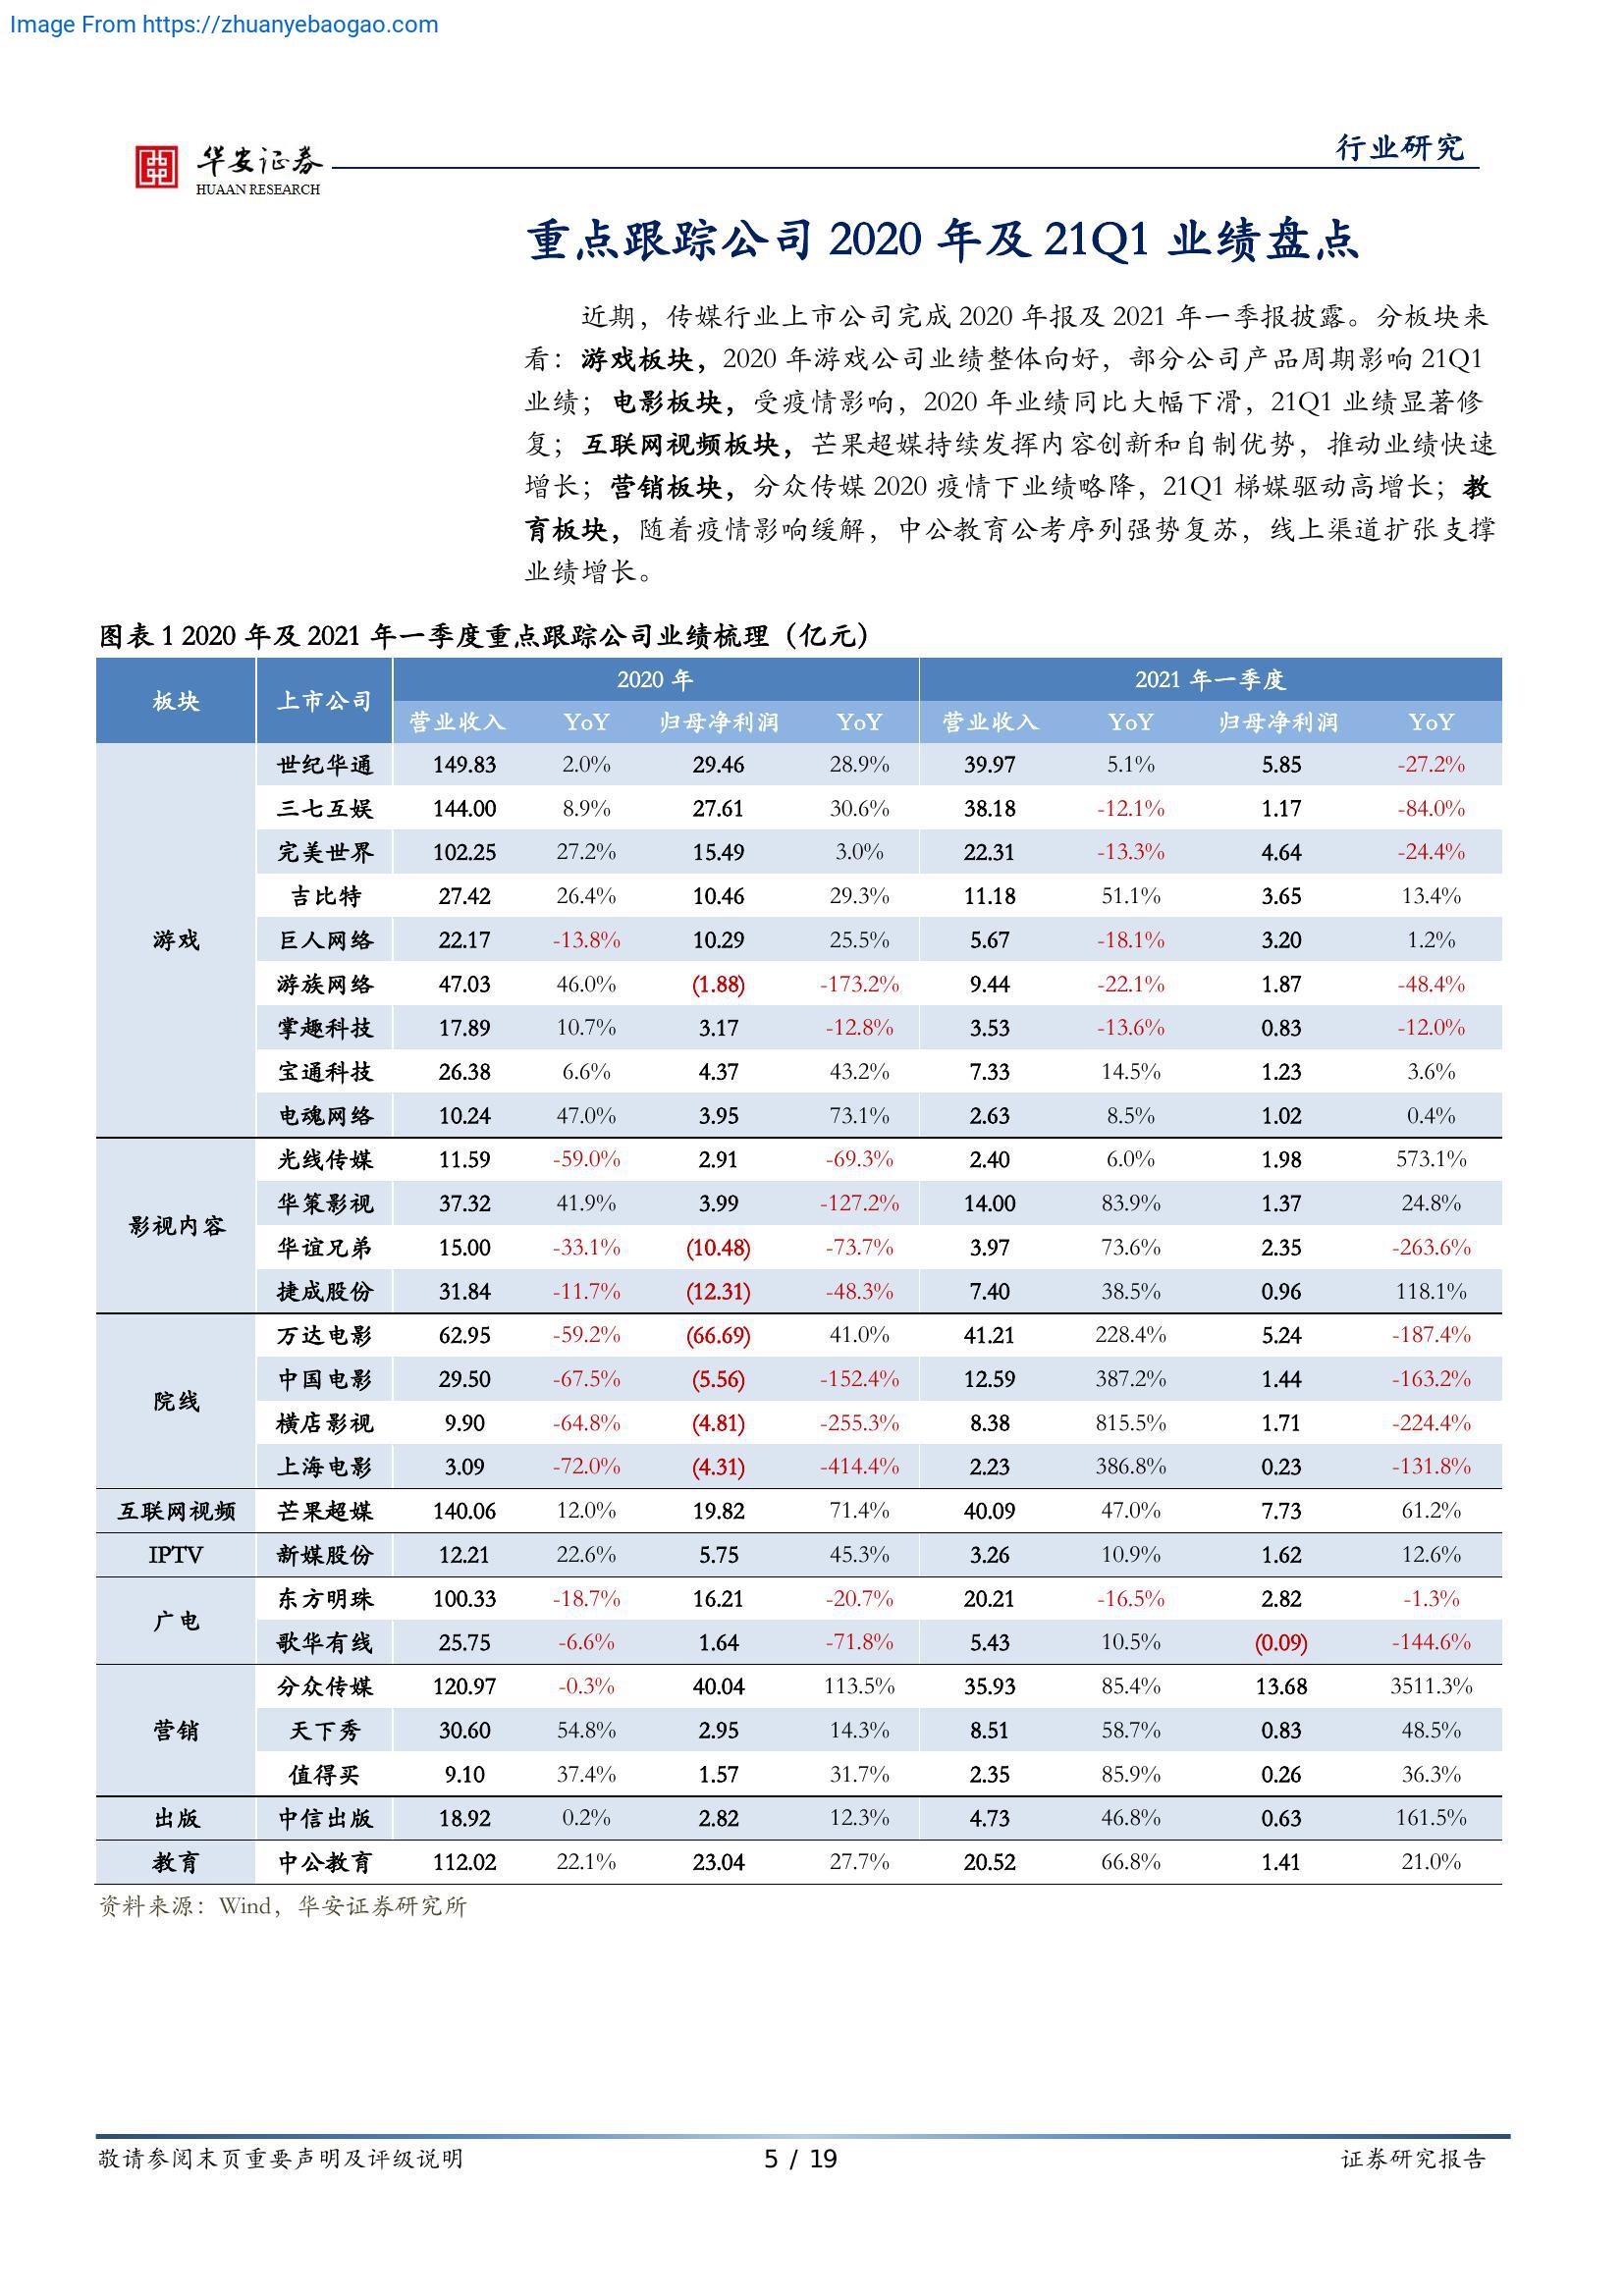 Image From https://zhuanyebaogao.com
华安证券
HUAAN RESEARCH
行业研究
重点跟踪公司 2020 年及 21Q1 业绩盘点
近期，传媒行业上市公司完成 2020 年报及 2021 年一季报披露。分板块来
看：游戏板块，2020 年游戏公司业绩整体向好，部分公司产品周期影响 21Q1
业绩；电影板块，受疫情影响，2020 年业绩同比大幅下滑，21Q1 业绩显著修
复；互联网视频板块，芒果超媒持续发挥内容创新和自制优势，推动业绩快速
增长；营销板块，分众传媒 2020 疫情下业绩略降，21Q1 梯媒驱动高增长；教
育板块，随着疫情影响缓解，中公教育公考序列强势复苏，线上渠道扩张支撑
业绩增长。
图表 1 2020 年及 2021 年一季度重点跟踪公司业绩梳理（亿元）
板块 上市公司 2020 年 2021 年一季度
营业收入 YoY 归母净利润 YoY 营业收入 YoY 归母净利润 YoY
游戏
世纪华通 149.83 2.0% 29.46 28.9% 39.97 5.1% 5.85 -27.2%
三七互娱 144.00 8.9% 27.61 30.6% 38.18 -12.1% 1.17 -84.0%
完美世界 102.25 27.2% 15.49 3.0% 22.31 -13.3% 4.64 -24.4%
吉比特 27.42 26.4% 10.46 29.3% 11.18 51.1% 3.65 13.4%
巨人网络 22.17 -13.8% 10.29 25.5% 5.67 -18.1% 3.20 1.2%
游族网络 47.03 46.0% (1.88) -173.2% 9.44 -22.1% 1.87 -48.4%
掌趣科技 17.89 10.7% 3.17 -12.8% 3.53 -13.6% 0.83 -12.0%
宝通科技 26.38 6.6% 4.37 43.2% 7.33 14.5% 1.23 3.6%
电魂网络 10.24 47.0% 3.95 73.1% 2.63 8.5% 1.02 0.4%
影视内容
光线传媒 11.59 -59.0% 2.91 -69.3% 2.40 6.0% 1.98 573.1%
华策影视 37.32 41.9% 3.99 -127.2% 14.00 83.9% 1.37 24.8%
华谊兄弟 15.00 -33.1% (10.48) -73.7% 3.97 73.6% 2.35 -263.6%
捷成股份 31.84 -11.7% (12.31) -48.3% 7.40 38.5% 0.96 118.1%
院线
万达电影 62.95 -59.2% (66.69) 41.0% 41.21 228.4% 5.24 -187.4%
中国电影 29.50 -67.5% (5.56) -152.4% 12.59 387.2% 1.44 -163.2%
横店影视 9.90 -64.8% (4.81) -255.3% 8.38 815.5% 1.71 -224.4%
上海电影 3.09 -72.0% (4.31) -414.4% 2.23 386.8% 0.23 -131.8%
互联网视频 芒果超媒 140.06 12.0% 19.82 71.4% 40.09 47.0% 7.73 61.2%
IPTV 新媒股份 12.21 22.6% 5.75 45.3% 3.26 10.9% 1.62 12.6%
广电
东方明珠 100.33 -18.7% 16.21 -20.7% 20.21 -16.5% 2.82 -1.3%
歌华有线 25.75 -6.6% 1.64 -71.8% 5.43 10.5% (0.09) -144.6%
营销
分众传媒 120.97 -0.3% 40.04 113.5% 35.93 85.4% 13.68 3511.3%
天下秀 30.60 54.8% 2.95 14.3% 8.51 58.7% 0.83 48.5%
值得买 9.10 37.4% 1.57 31.7% 2.35 85.9% 0.26 36.3%
出版 中信出版 18.92 0.2% 2.82 12.3% 4.73 46.8% 0.63 161.5%
教育 中公教育 112.02 22.1% 23.04 27.7% 20.52 66.8% 1.41 21.0%
资料来源：Wind，华安证券研究所
敬请参阅末页重要声明及评级说明
5 / 19
证券研究报告